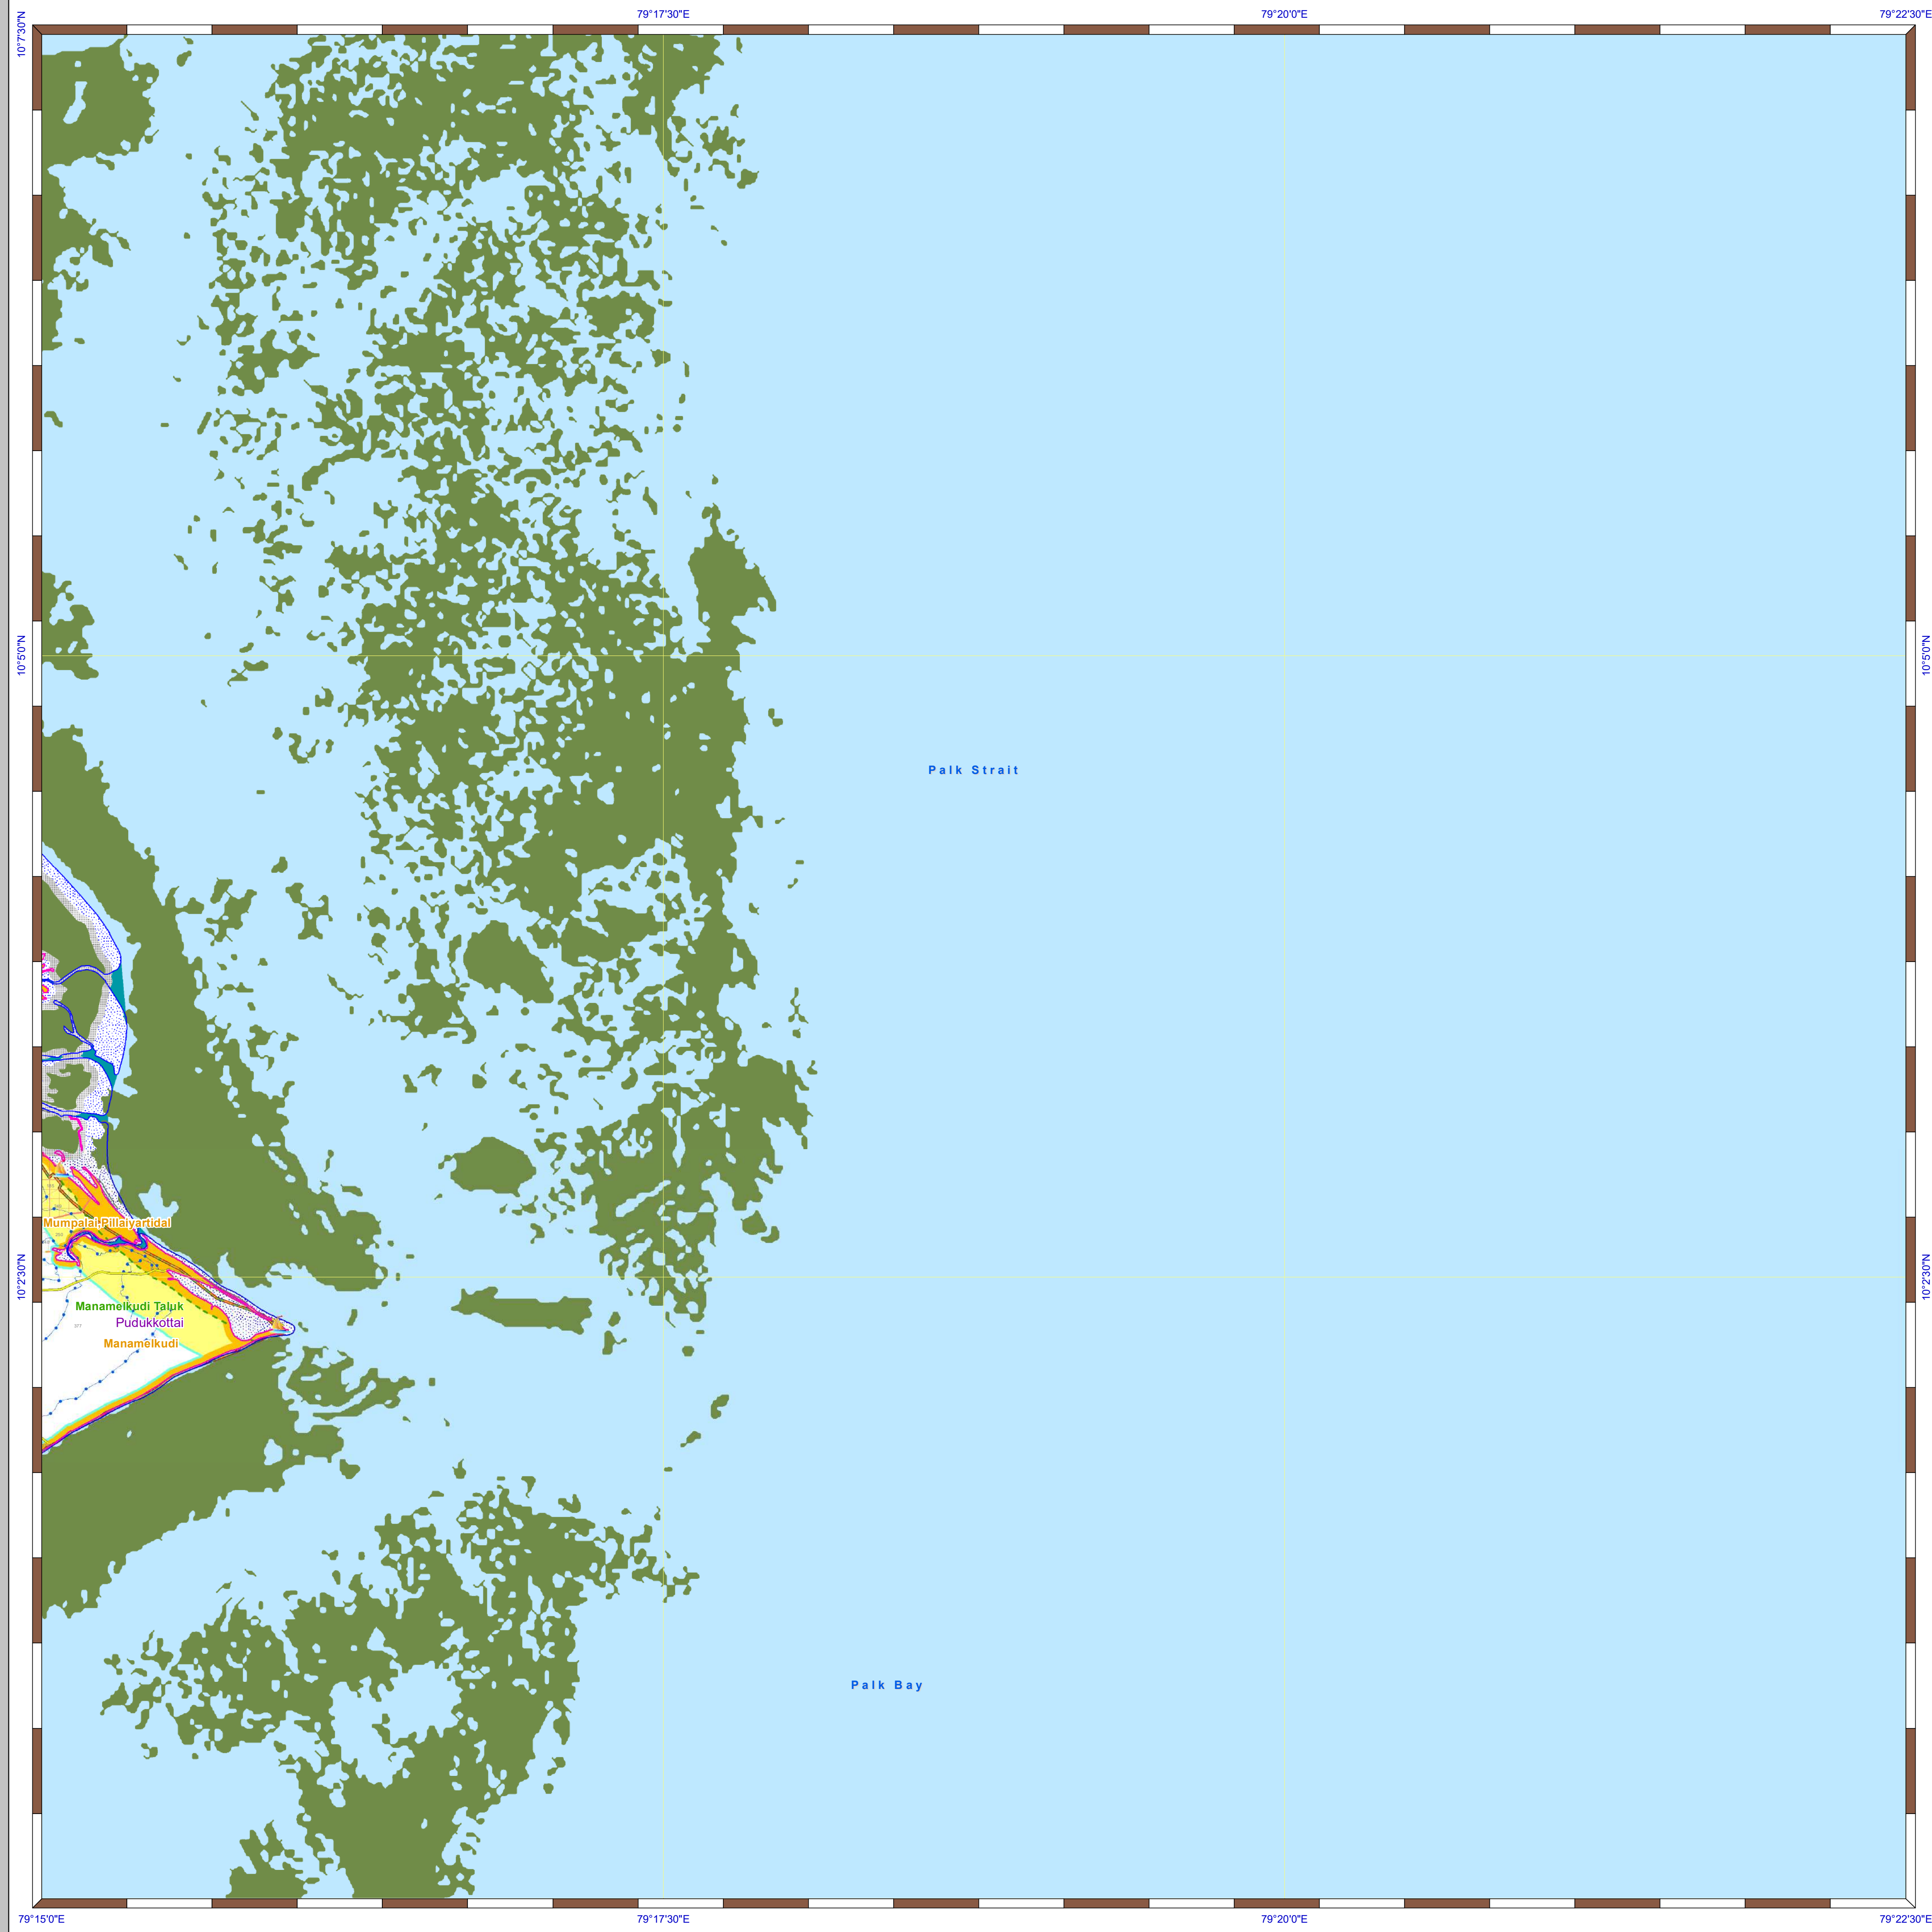 79°17'30"E 79°20'0"E 79°22'30"E
10°7'30"N
10°5'0"N 10°5'0"N
Palk Strait
Mumpalai,Pillaiyartidal
10°2'30"N 10°2'30"N
Manamelkudi Taluk
Pudukkottai
377
Manamelkudi
Palk Bay
79°15'0"E 79°17'30"E 79°20'0"E 79°22'30"E